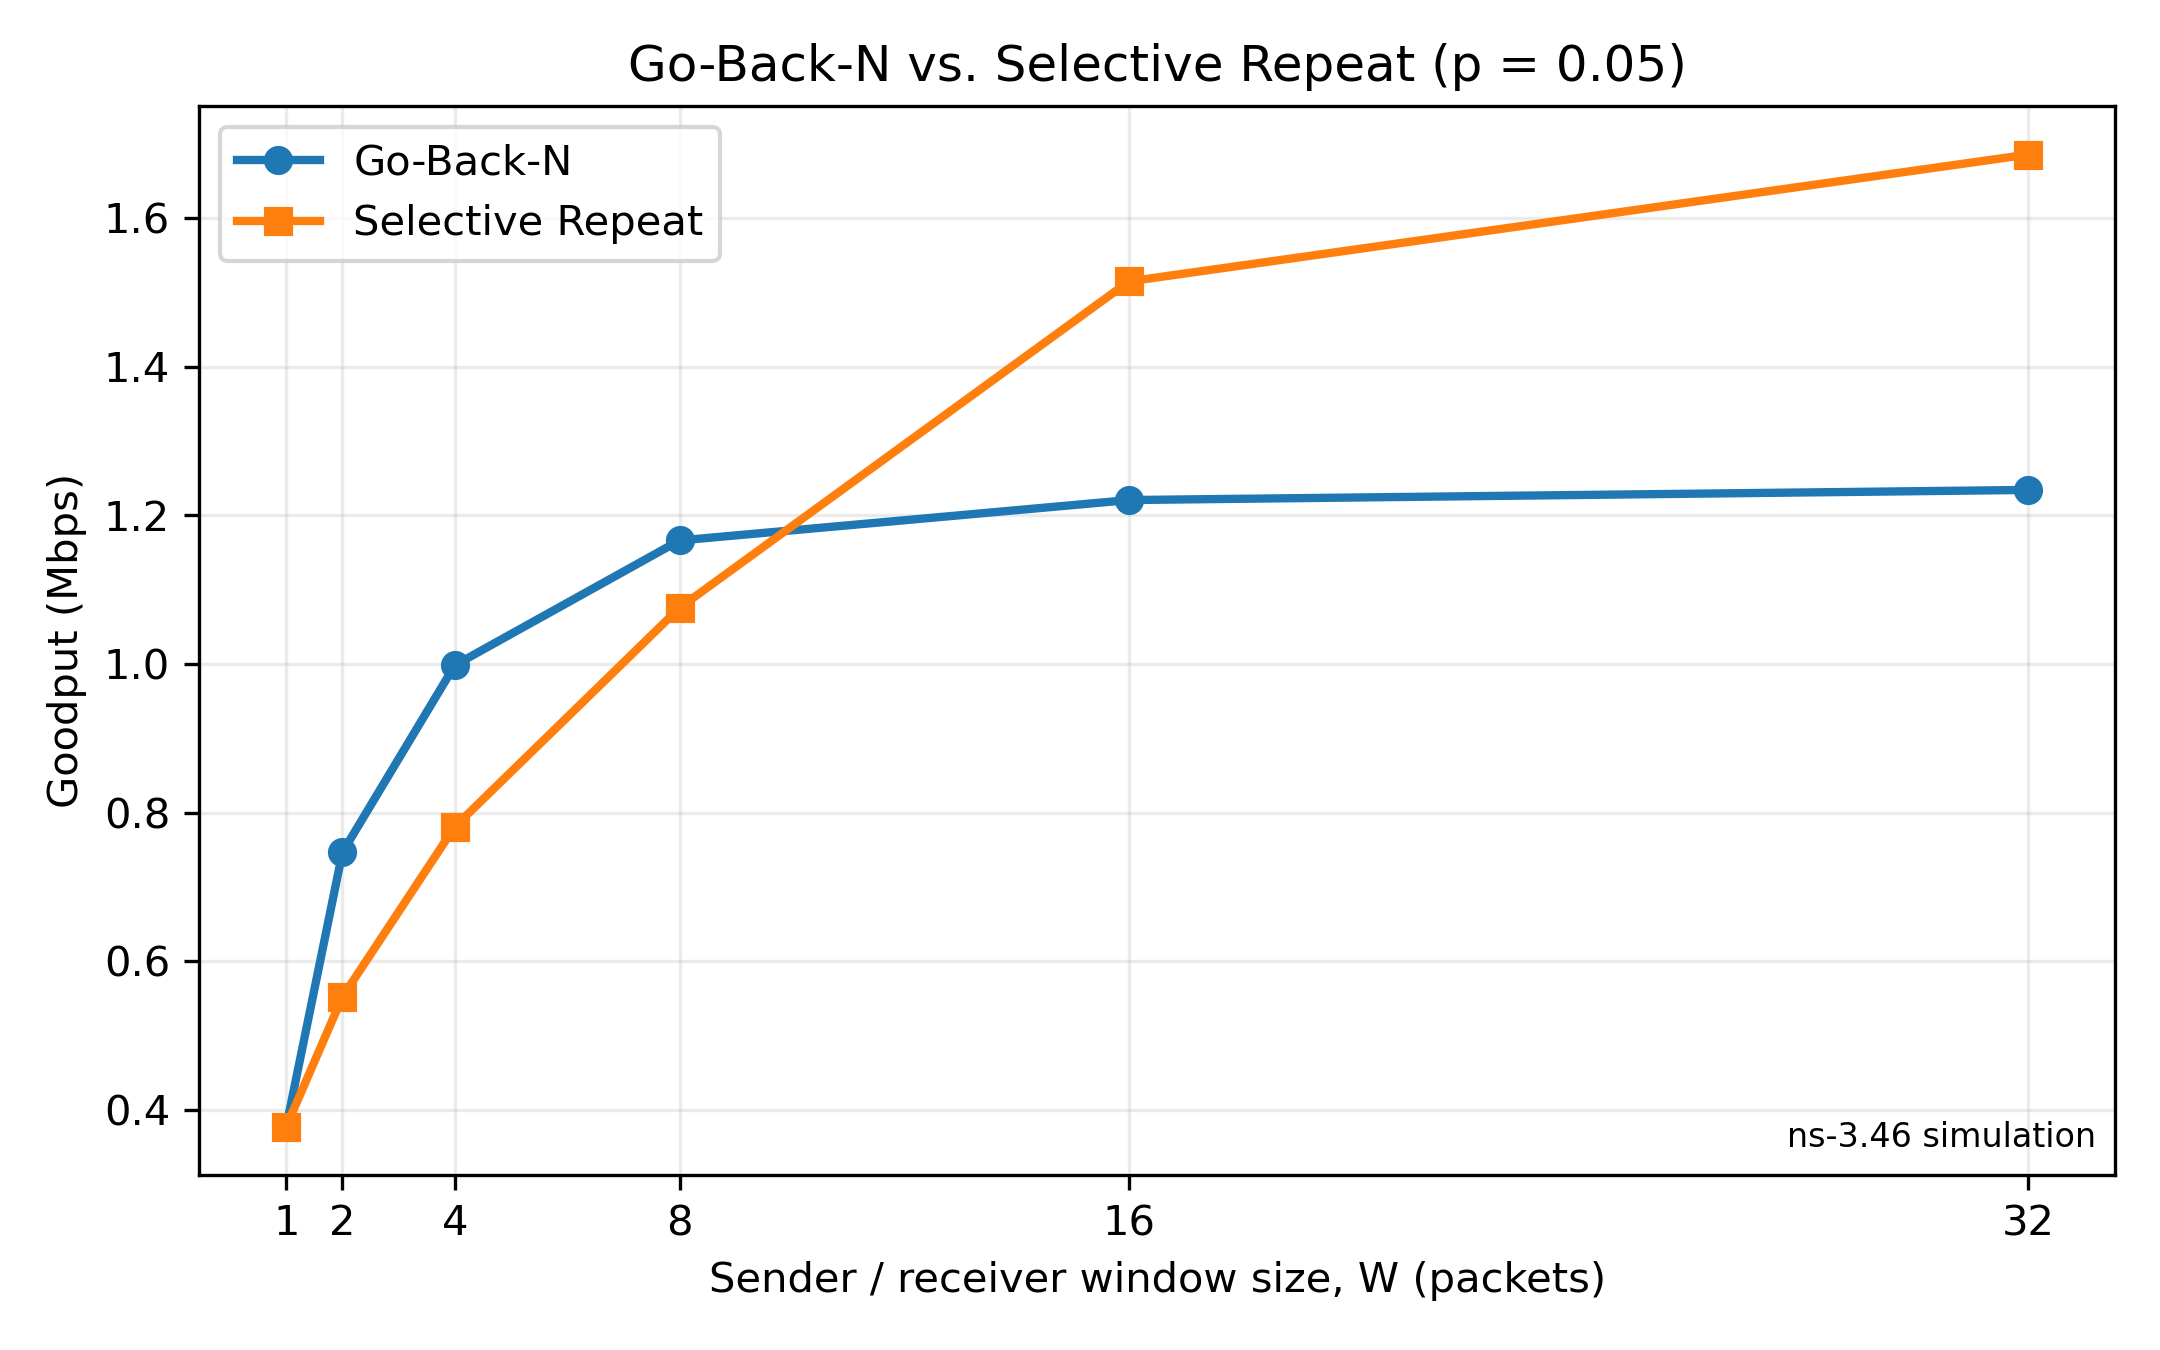 Go-Back-N vs. Selective Repeat (p = 0.05)
Go-Back-N
Selective Repeat
Goodput (Mbps)
1.6
1.4
1.2
1.0
0.8
0.6
0.4
ns-3.46 simulation
1 2 4 8 16 32
Sender / receiver window size, W (packets)